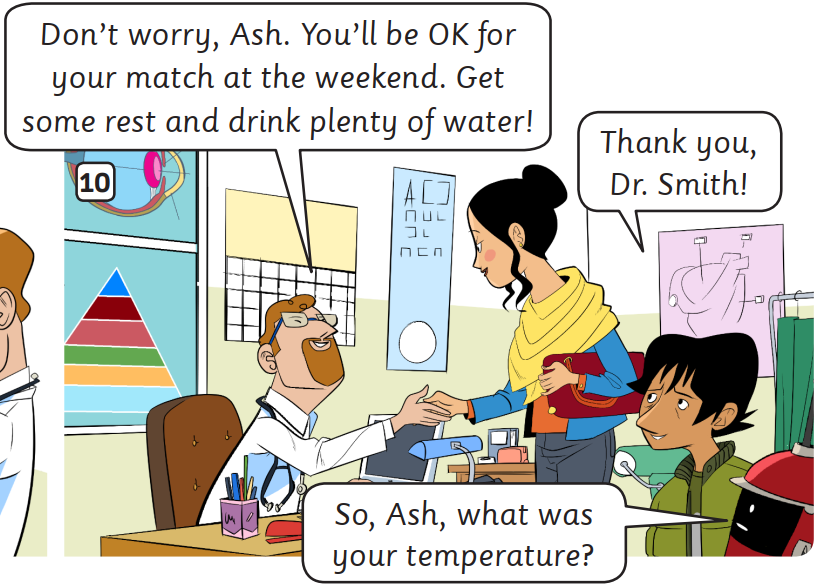 Don't worry, Ash. You'll be OK for
your match at the weekend. Get
some rest and drink plenty of water!
Thank you,
Dr. Smith!
10
So, Ash, what was
your temperature?